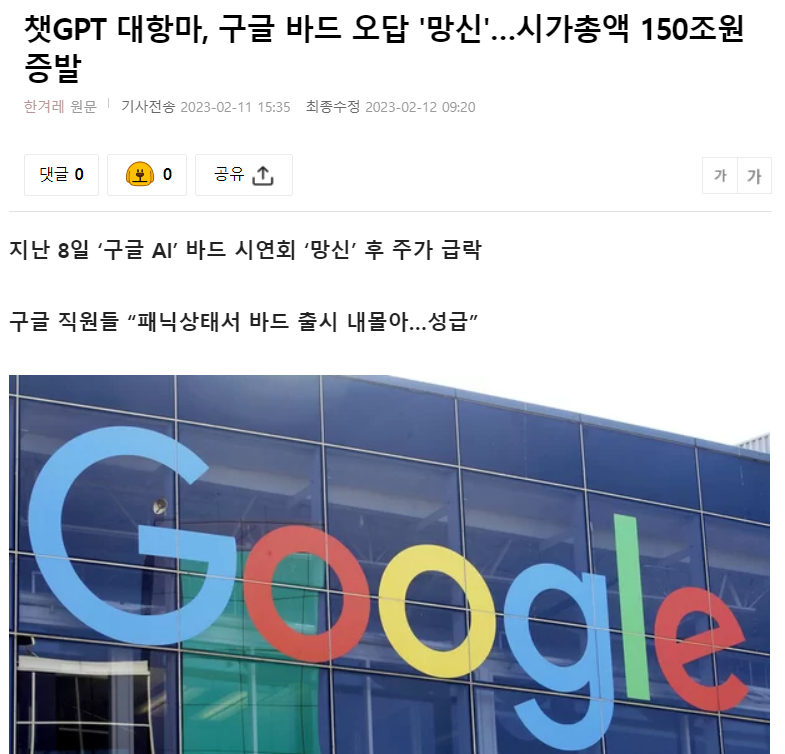 챗GPT 대항마, 구글 바드 오답 '망신'…시가총액 150조원
증발
한겨레 원문 기사전송 2023-02-11 15:35 최종수정 2023-02-12 09:20
댓글 0 0 공유 가 가
지난 8일 ‘구글 AI’ 바드 시연회 ‘망신’ 후 주가 급락
구글 직원들 “패닉상태서 바드 출시 내몰아…성급”
Google